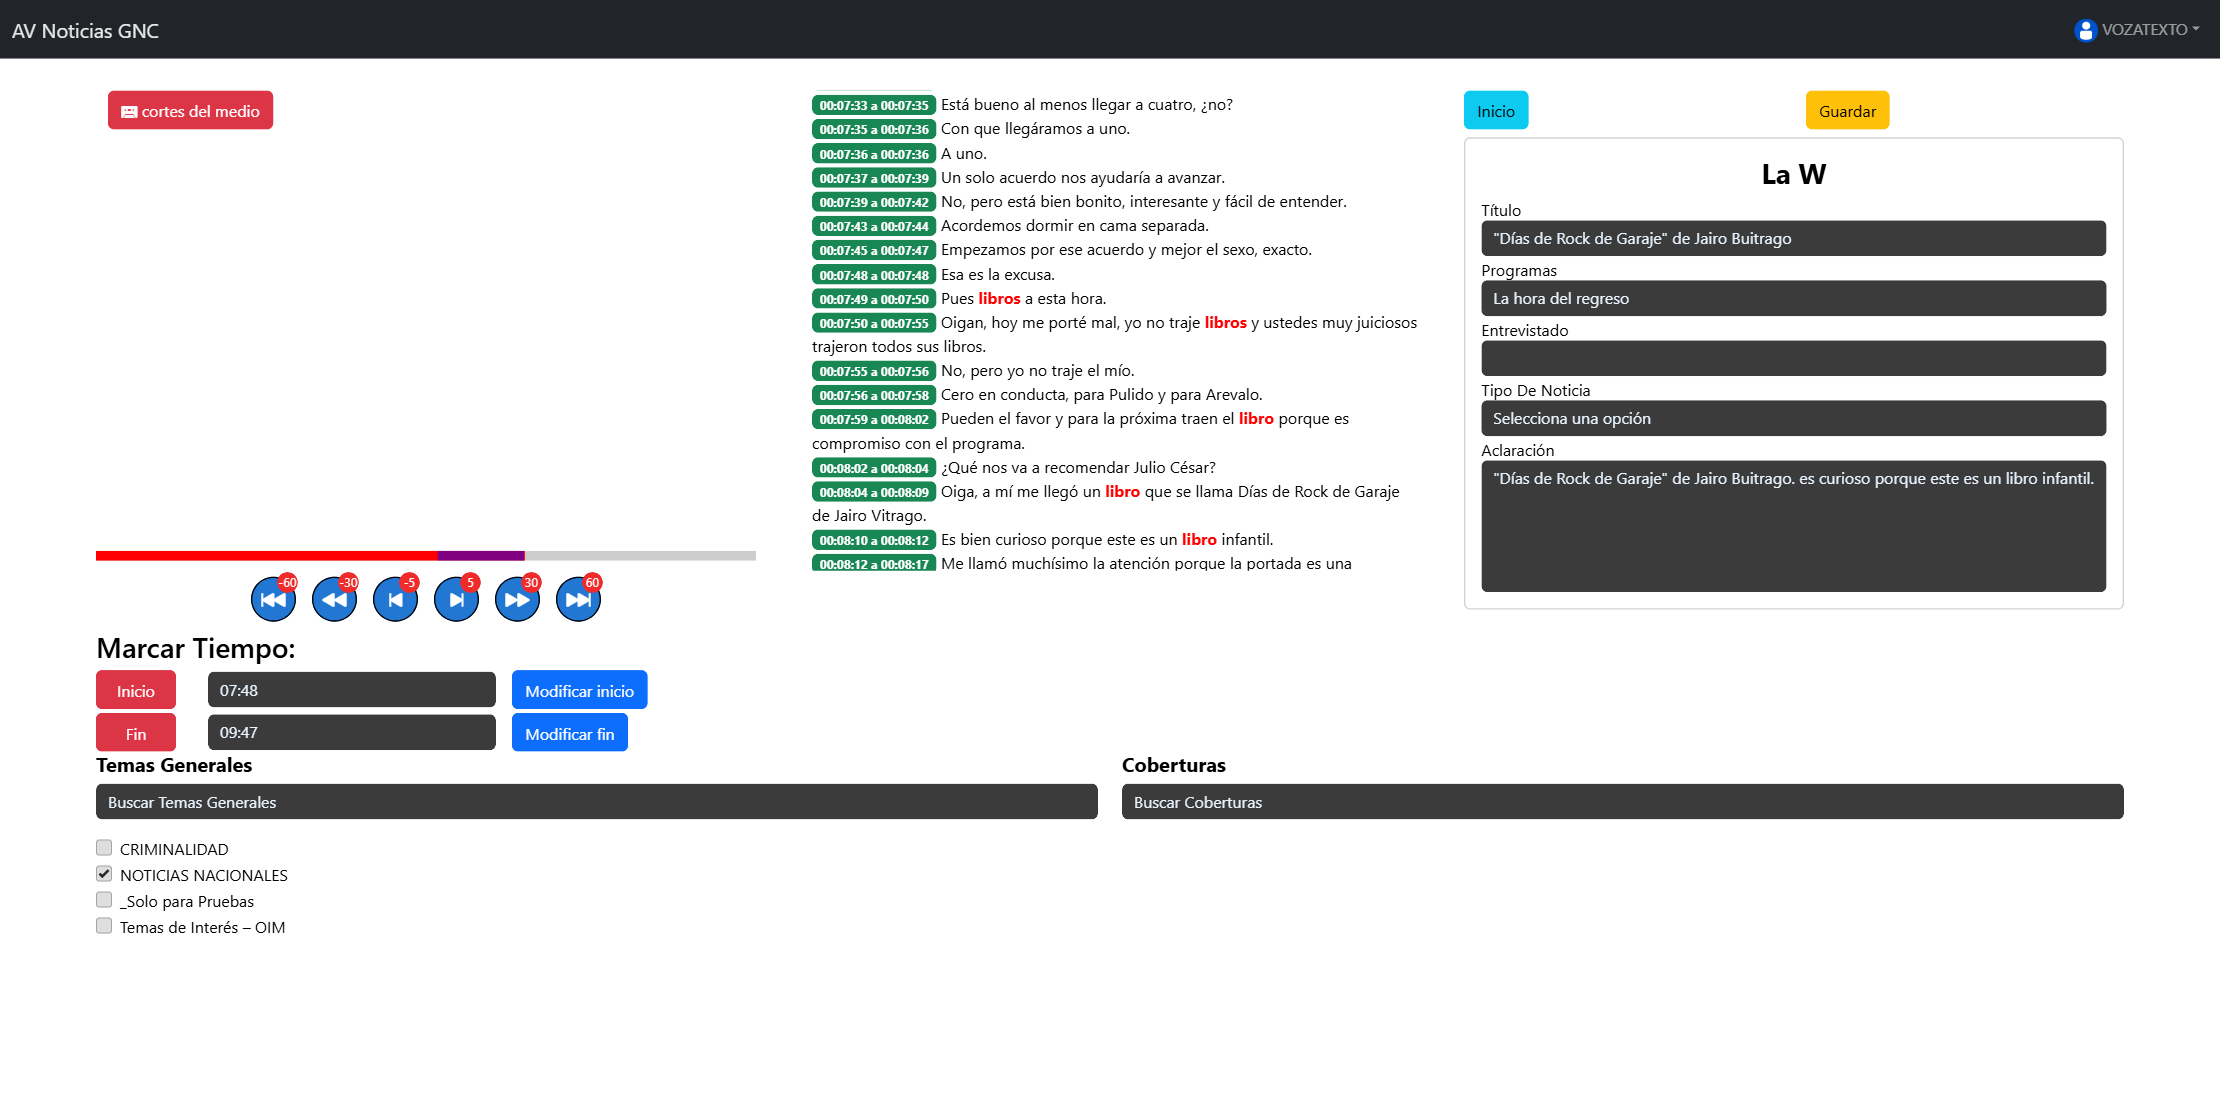 AV Noticias GNC
VOZATEXTO
cortes del medio
-60
-30
-5
5
30
60
Marcar Tiempo:
Inicio
07:48
Modificar inicio
Fin
09:47
Modificar fin
00:07:33 a 00:07:35 Está bueno al menos llegar a cuatro, ¿no?
00:07:35 a 00:07:36 Con que llegáramos a uno.
00:07:36 a 00:07:36 A uno.
00:07:37 a 00:07:39 Un solo acuerdo nos ayudaría a avanzar.
00:07:39 a 00:07:42 No, pero está bien bonito, interesante y fácil de entender.
00:07:43 a 00:07:44 Acordemos dormir en cama separada.
00:07:45 a 00:07:47 Empezamos por ese acuerdo y mejor el sexo, exacto.
00:07:48 a 00:07:48 Esa es la excusa.
00:07:49 a 00:07:50 Pues libros a esta hora.
00:07:50 a 00:07:55 Oigan, hoy me porté mal, yo no traje libros y ustedes muy juiciosos
trajeron todos sus libros.
00:07:55 a 00:07:56 No, pero yo no traje el mío.
00:07:56 a 00:07:58 Cero en conducta, para Pulido y para Arevalo.
00:07:59 a 00:08:02 Pueden el favor y para la próxima traen el libro porque es
compromiso con el programa.
00:08:02 a 00:08:04 ¿Qué nos va a recomendar Julio César?
00:08:04 a 00:08:09 Oiga, a mí me llegó un libro que se llama Días de Rock de Garaje
de Jairo Vitrago.
00:08:10 a 00:08:12 Es bien curioso porque este es un libro infantil.
00:08:12 a 00:08:17 Me llamó muchísimo la atención porque la portada es una
Inicio
Guardar
La W
Título
"Días de Rock de Garaje" de Jairo Buitrago
Programas
La hora del regreso
Entrevistado
Tipo De Noticia
Selecciona una opción
Aclaración
"Días de Rock de Garaje" de Jairo Buitrago. es curioso porque este es un libro infantil.
Temas Generales
Buscar Temas Generales
CRIMINALIDAD
NOTICIAS NACIONALES
_Solo para Pruebas
Temas de Interés – OIM
Coberturas
Buscar Coberturas